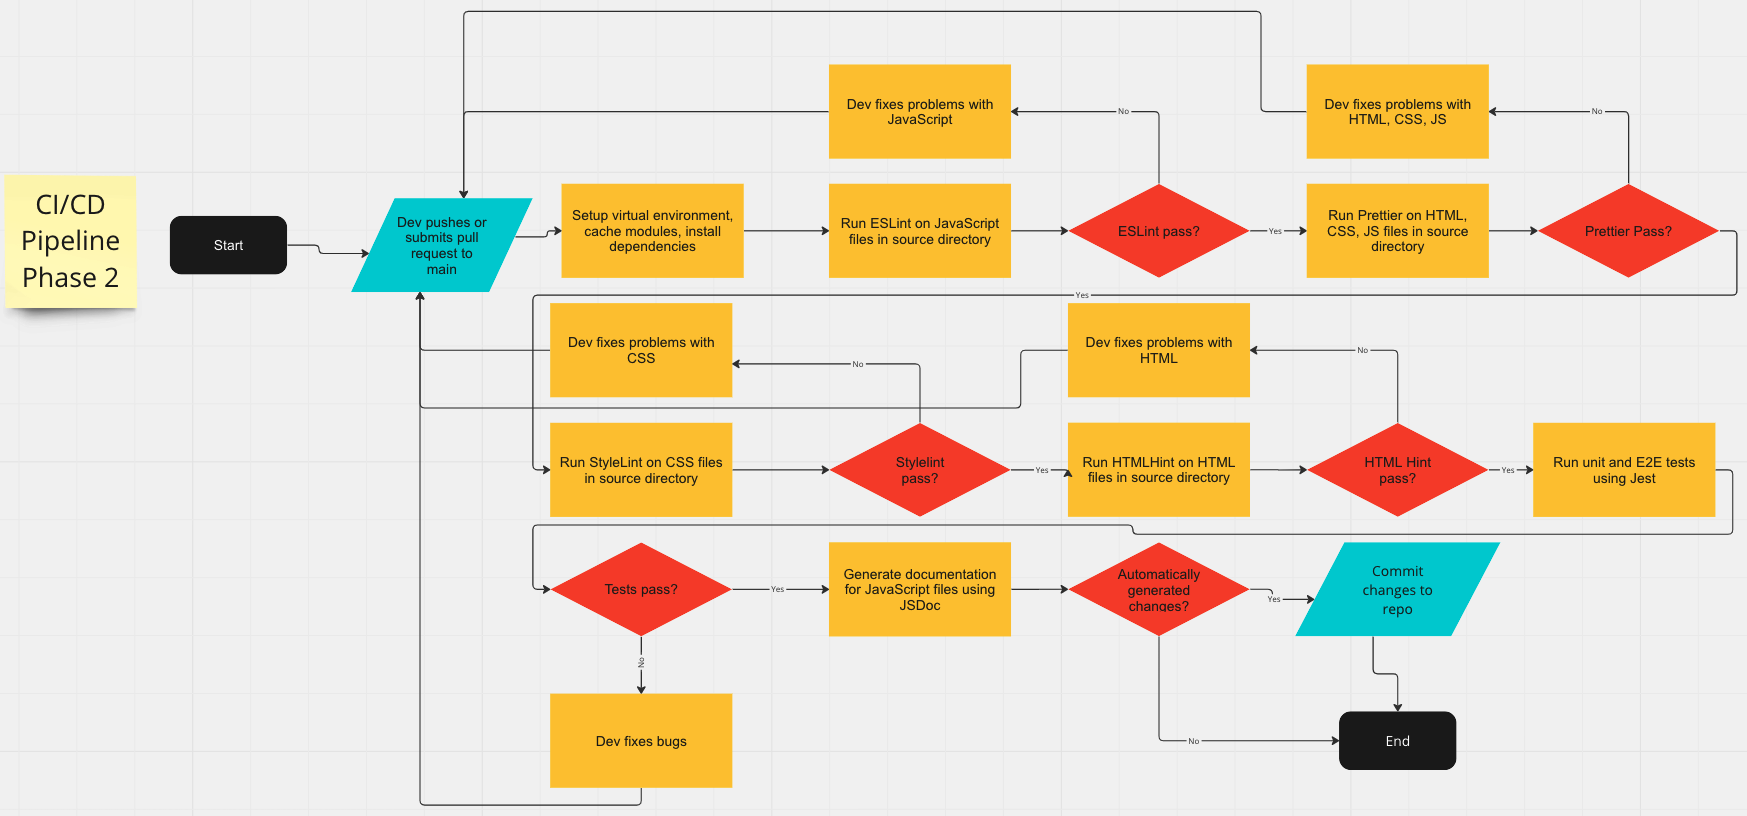 Dev fixes problems with
JavaScript
No
Dev fixes problems with
HTML, CSS, JS
No
CI/CD
Pipeline
Phase 2
Start
Dev pushes or
submits pull
request to
main
Setup virtual environment,
cache modules, install
dependencies
Run ESLint on JavaScript
files in source directory
ESLint pass?
Yes
Run Prettier on HTML,
CSS, JS files in source
directory
Prettier Pass?
Yes
Dev fixes problems with
CSS
No
Dev fixes problems with
HTML
No
Run StyleLint on CSS files
in source directory
Stylelint
pass?
Yes
Run HTMLHint on HTML
files in source directory
HTML Hint
pass?
Yes
Run unit and E2E tests
using Jest
Tests pass?
Yes
Generate documentation
for JavaScript files using
JSDoc
Automatically
generated
changes?
Yes
Commit
changes to
repo
No
Dev fixes bugs
No
End